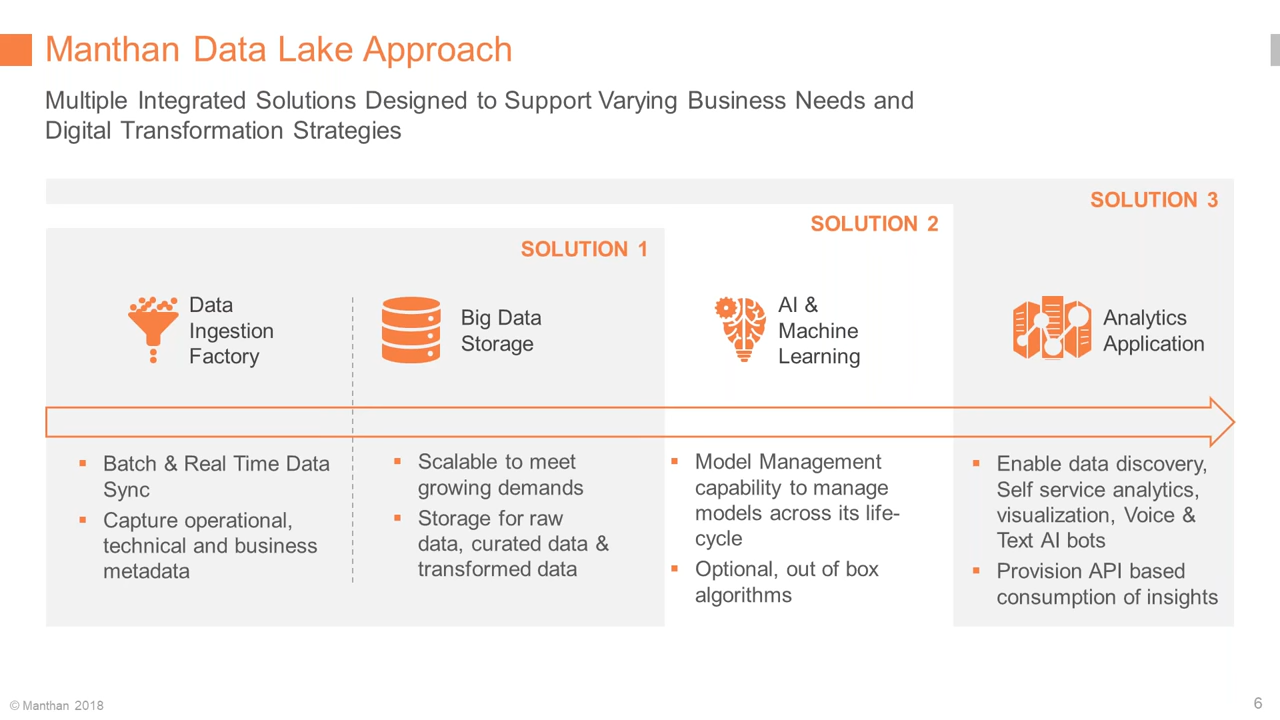 Manthan Data Lake Approach
Multiple Integrated Solutions Designed to Support Varying Business Needs and
Digital Transformation Strategies
SOLUTION 1
SOLUTION 2
SOLUTION 3
Data
Ingestion
Factory
Big Data
Storage
AI &
Machine
Learning
Analytics
Application
▪ Batch & Real Time Data
Sync
▪ Capture operational,
technical and business
metadata
▪ Scalable to meet
growing demands
▪ Storage for raw
data, curated data &
transformed data
▪ Model Management
capability to manage
models across its life-
cycle
▪ Optional, out of box
algorithms
▪ Enable data discovery,
Self service analytics,
visualization, Voice &
Text AI bots
▪ Provision API based
consumption of insights
© Manthan 2018
6